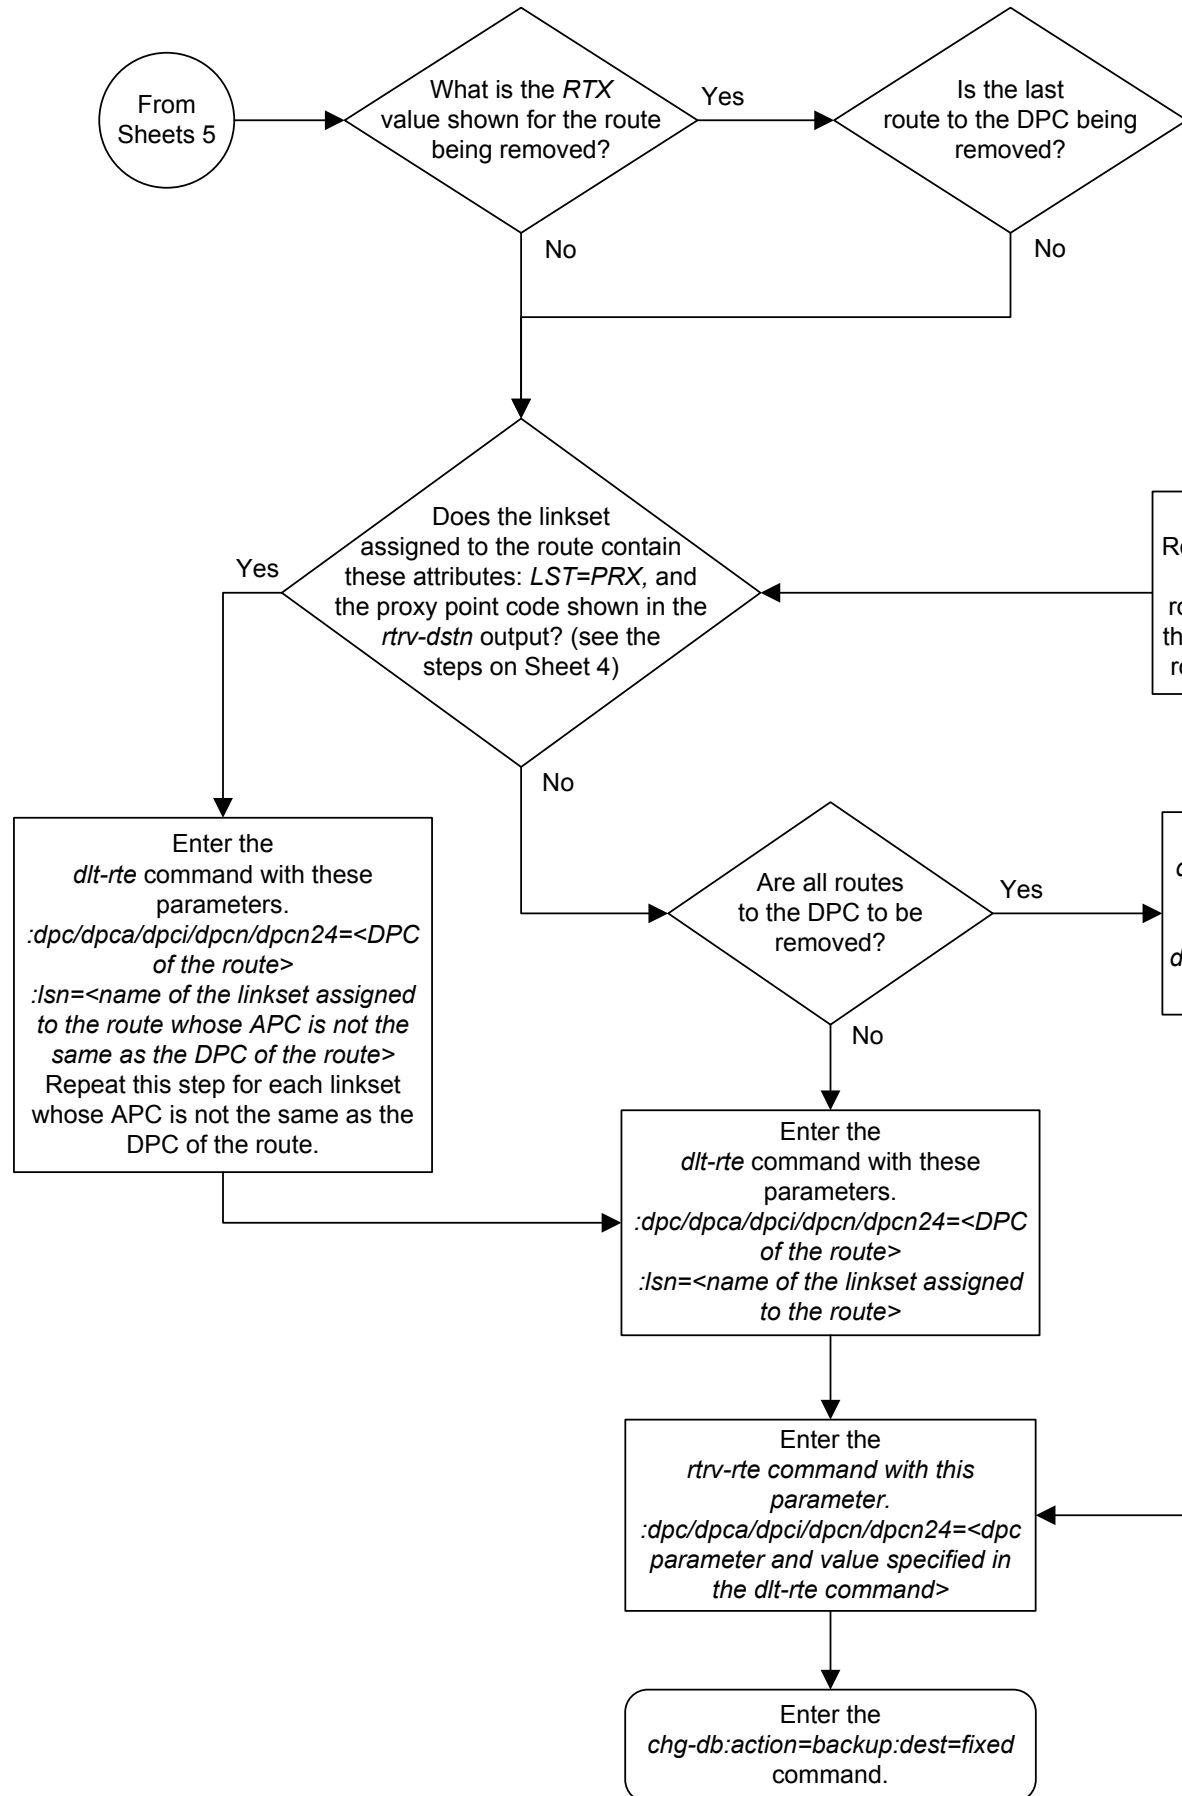 From
Sheets 5
What is the RTX
value shown for the route
being removed?
Yes
Is the last
route to the DPC being
removed?
No
No
Does the linkset
assigned to the route contain
these attributes: LST=PRX, and
the proxy point code shown in the
rtrv-dstn output? (see the
steps on Sheet 4)
Yes
No
Enter the
dlt-rte command with these
parameters.
:dpc/dpca/dpci/dpcn/dpcn24=<DPC
of the route>
:lsn=<name of the linkset assigned
to the route whose APC is not the
same as the DPC of the route>
Repeat this step for each linkset
whose APC is not the same as the
DPC of the route.
Are all routes
to the DPC to be
removed?
Yes
No
Enter the
dlt-rte command with these
parameters.
:dpc/dpca/dpci/dpcn/dpcn24=<DPC
of the route>
:lsn=<name of the linkset assigned
to the route>
Enter the
rtrv-rte command with this
parameter.
:dpc/dpca/dpci/dpcn/dpcn24=<dpc
parameter and value specified in
the dlt-rte command>
Enter the
chg-db:action=backup:dest=fixed
command.